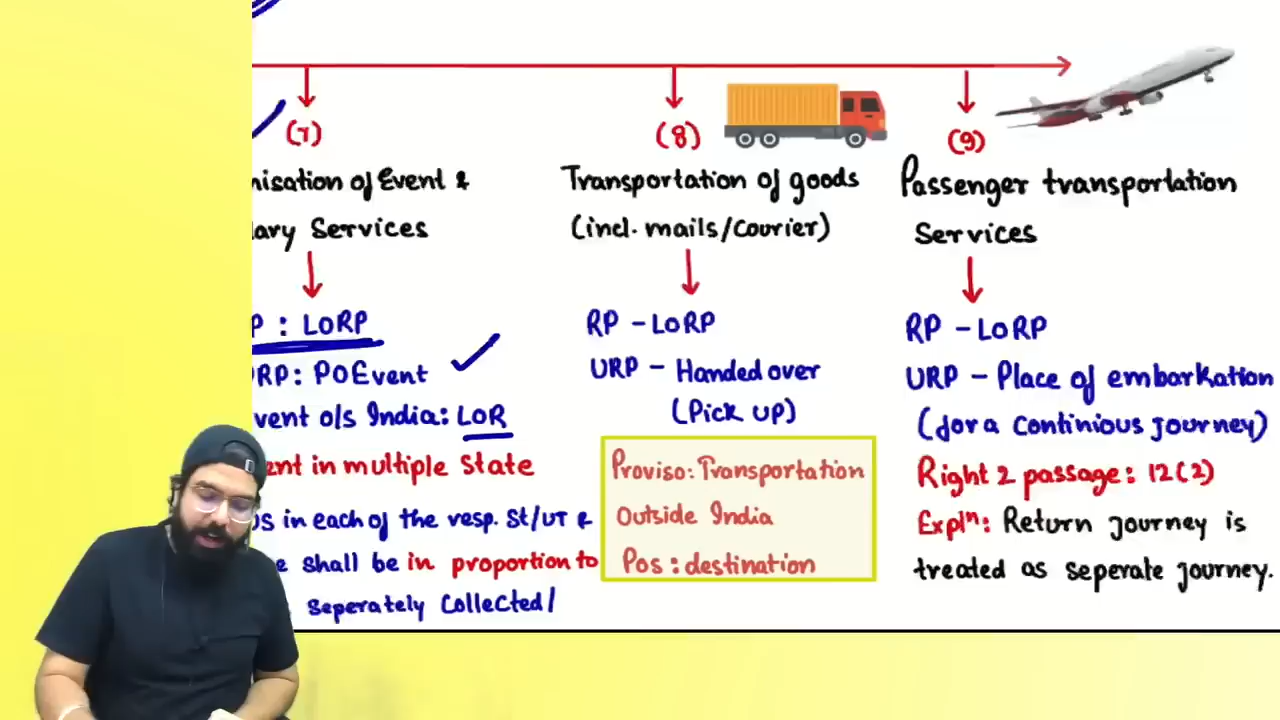 (7)
nisation of Event &
lary Services
P : LORP
RP: POEvent
vent o/s India: LOR
ent in multiple State
s in each of the resp. St/UT &
e shall be in proportion to
seperately collected/
(8)
Transportation of goods
(incl. mails/courier)
RP - LORP
URP - Handed over
(Pick up)
Proviso: Transportation
Outside India
Pos : destination
(9)
Passenger transportation
Services
RP - LORP
URP - Place of embarkation
(for a continious journey)
Right 2 passage: 12(2)
Explⁿ: Return journey is
treated as seperate journey.